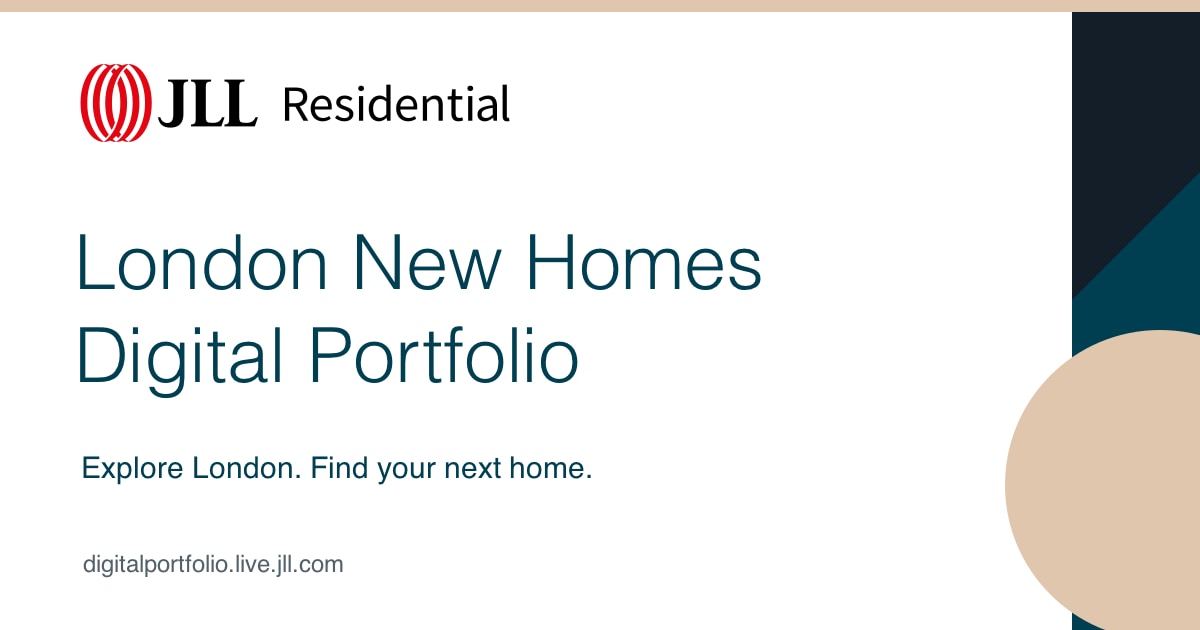 JLL Residential
London New Homes
Digital Portfolio
Explore London. Find your next home.
digitalportfolio.live.jll.com